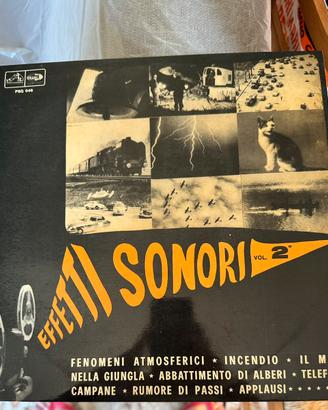 PSQ 046
EFFETTI SONORI VOL. 2°
FENOMENI ATMOSFERICI ★ INCENDIO ★ IL M
NELLA GIUNGLA ★ ABBATTIMENTO DI ALBERI ★ TELEF
CAMPANE ★ RUMORE DI PASSI ★ APPLAUSI ★ ★ ★ ★ ★